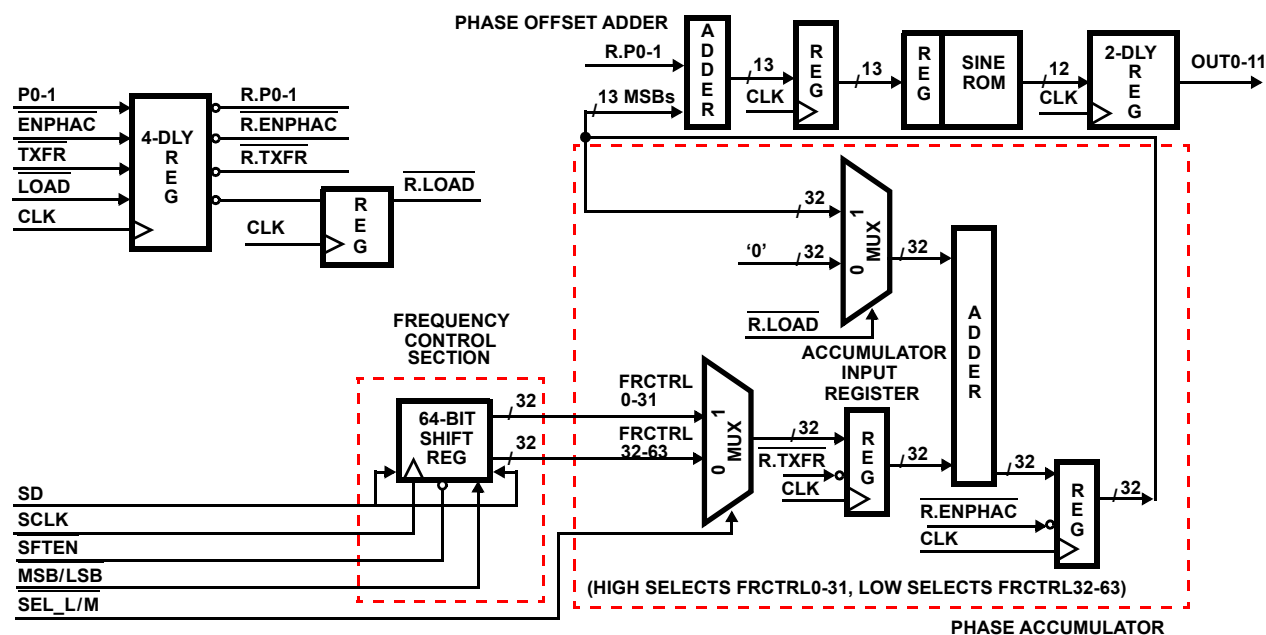 PHASE OFFSET ADDER
R.P0-1
13 MSBs
ADDER
13
CLK
REG
13
REG
SINE
ROM
12
CLK
2-DLY
REG
OUT0-11
P0-1
ENPHAC
TXFR
LOAD
CLK
4-DLY
REG
R.P0-1
R.ENPHAC
R.TXFR
CLK
REG
R.LOAD
32
'0'
32
1
0
MUX
32
R.LOAD
ADDER
FREQUENCY
CONTROL
SECTION
64-BIT
SHIFT
REG
32
32
FRCTRL
0-31
FRCTRL
32-63
1
0
MUX
ACCUMULATOR
INPUT
REGISTER
32
R.TXFR
CLK
REG
32
32
R.ENPHAC
CLK
REG
32
SD
SCLK
SFTEN
MSB/LSB
SEL_L/M
(HIGH SELECTS FRCTRL0-31, LOW SELECTS FRCTRL32-63)
PHASE ACCUMULATOR